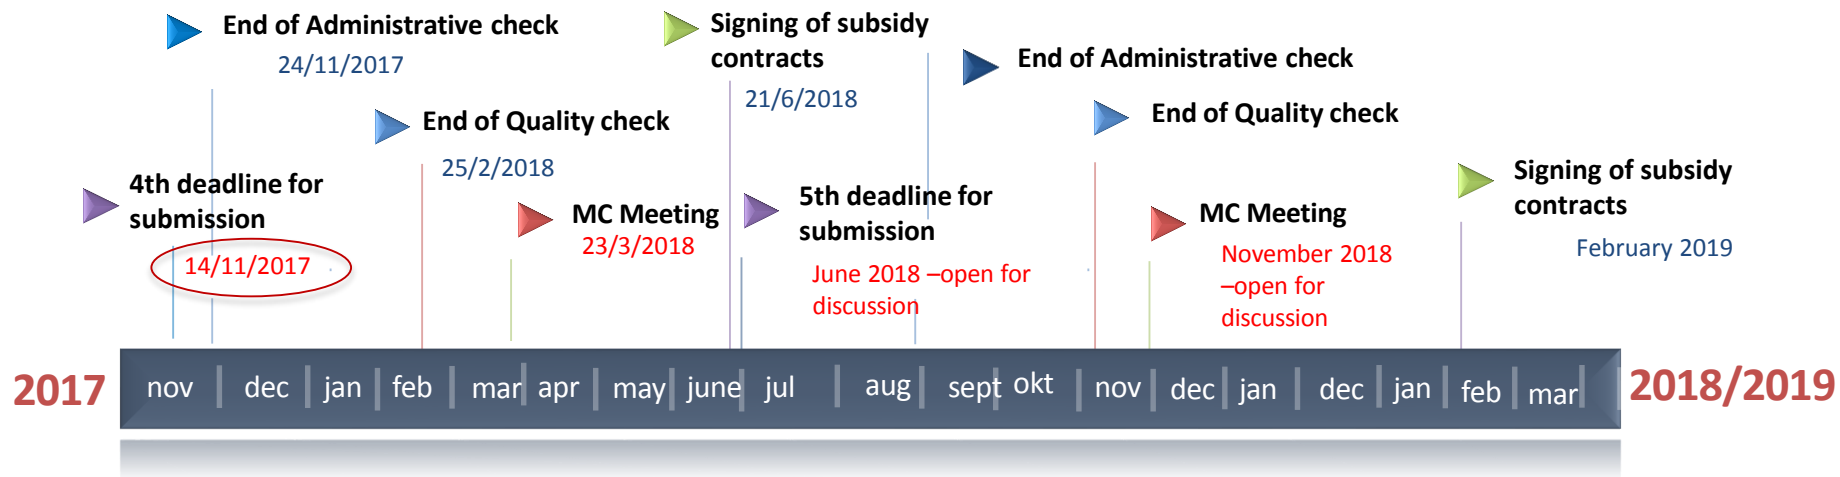 End of Administrative check
24/11/2017
Signing of subsidy
contracts
21/6/2018
End of Administrative check
End of Quality check
25/2/2018
End of Quality check
4th deadline for
submission
14/11/2017
MC Meeting
23/3/2018
5th deadline for
submission
June 2018 –open for
discussion
MC Meeting
November 2018
–open for
discussion
Signing of subsidy
contracts
February 2019
2017
nov dec jan feb mar apr may june jul aug sept okt nov dec jan dec jan feb mar
2018/2019